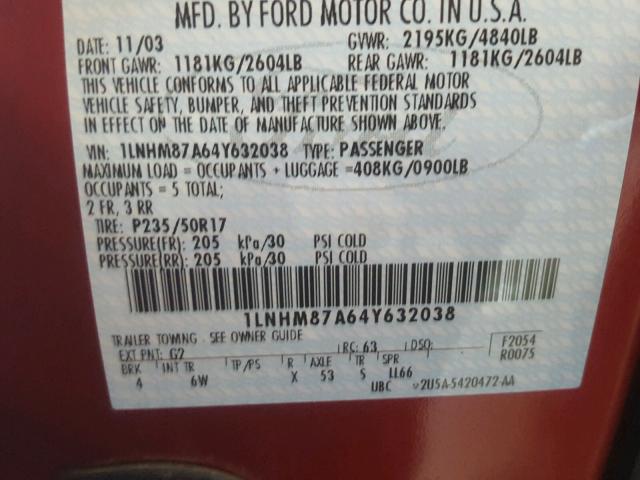 MFD. BY FORD MOTOR CO. IN U.S.A.
DATE: 11/03 GVWR: 2195KG/4840LB
FRONT GAWR: 1181KG/2604LB REAR GAWR: 1181KG/2604LB
THIS VEHICLE CONFORMS TO ALL APPLICABLE FEDERAL MOTOR
VEHICLE SAFETY, BUMPER, AND THEFT PREVENTION STANDARDS
IN EFFECT ON THE DATE OF MANUFACTURE SHOWN ABOVE.
VIN: 1LNHM87A64Y632038 TYPE: PASSENGER
MAXIMUM LOAD = OCCUPANTS + LUGGAGE =408KG/0900LB
OCCUPANTS = 5 TOTAL;
2 FR, 3 RR
TIRE: P235/50R17
PRESSURE(FR): 205 kPa/30 PSI COLD
PRESSURE(RR): 205 kPa/30 PSI COLD
1LNHM87A64Y632038
TRAILER TOWING - SEE OWNER GUIDE
EXT PNT: G2 RC: 63 DSO: F2054
R0075
BRK INT TR TP/PS R AXLE TR SPR
4 6W X 53 S LL66
UBC v2U5A-5420472-AA